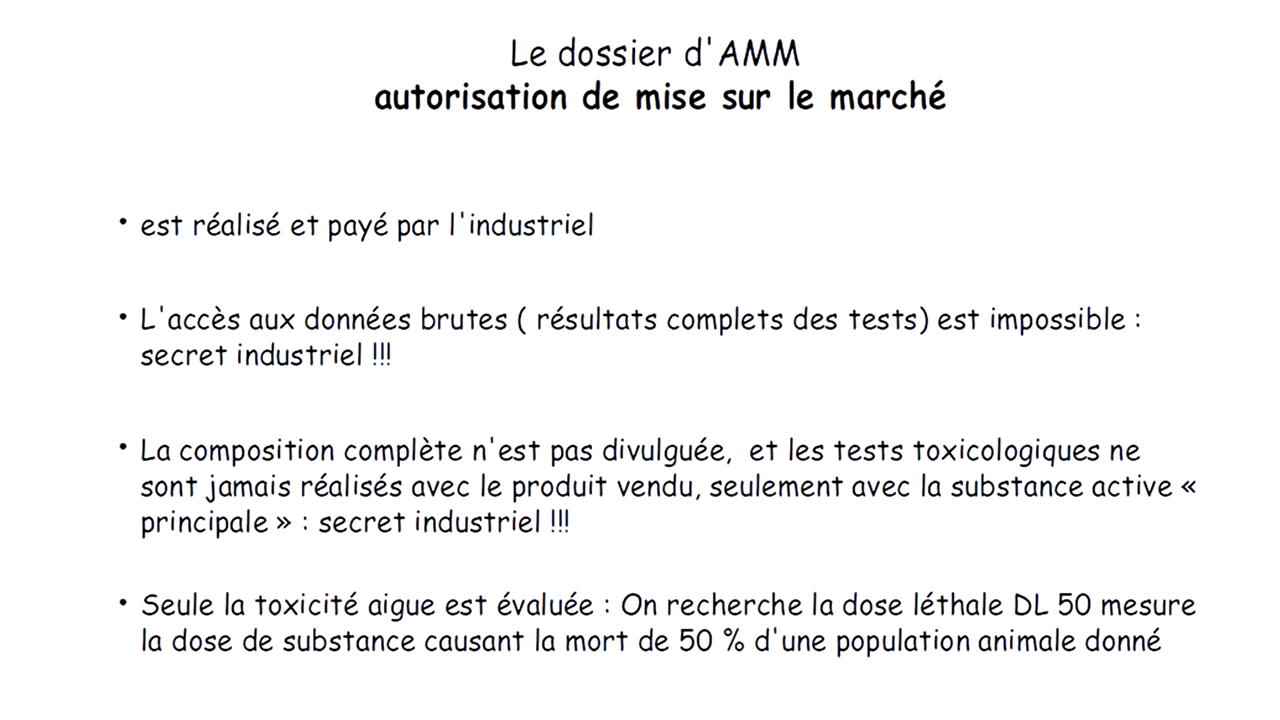 Le dossier d'AMM
autorisation de mise sur le marché
• est réalisé et payé par l'industriel
• L'accès aux données brutes ( résultats complets des tests) est impossible :
secret industriel !!!
• La composition complète n'est pas divulguée, et les tests toxicologiques ne
sont jamais réalisés avec le produit vendu, seulement avec la substance active «
principale » : secret industriel !!!
• Seule la toxicité aigue est évaluée : On recherche la dose léthale DL 50 mesure
la dose de substance causant la mort de 50 % d'une population animale donné